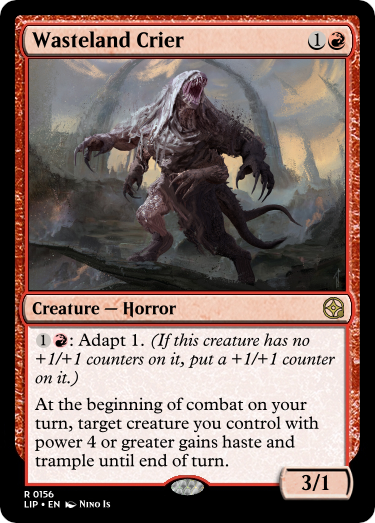 Wasteland Crier 1
Creature — Horror
1 : Adapt 1. (If this creature has no
+1/+1 counters on it, put a +1/+1 counter
on it.)
At the beginning of combat on your
turn, target creature you control with
power 4 or greater gains haste and
trample until end of turn.
3/1
R 0156
LIP • EN Nino Is